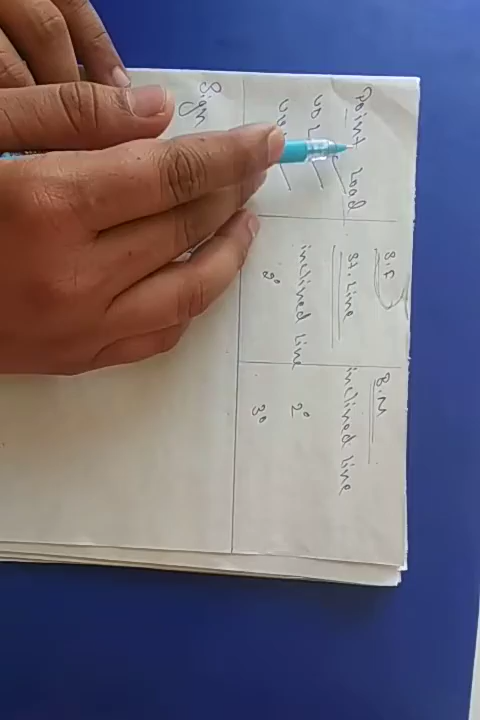 S.F B.M
Point Load St. Line inclined Line
UDL inclined Line 2°
2° 3°
Sign